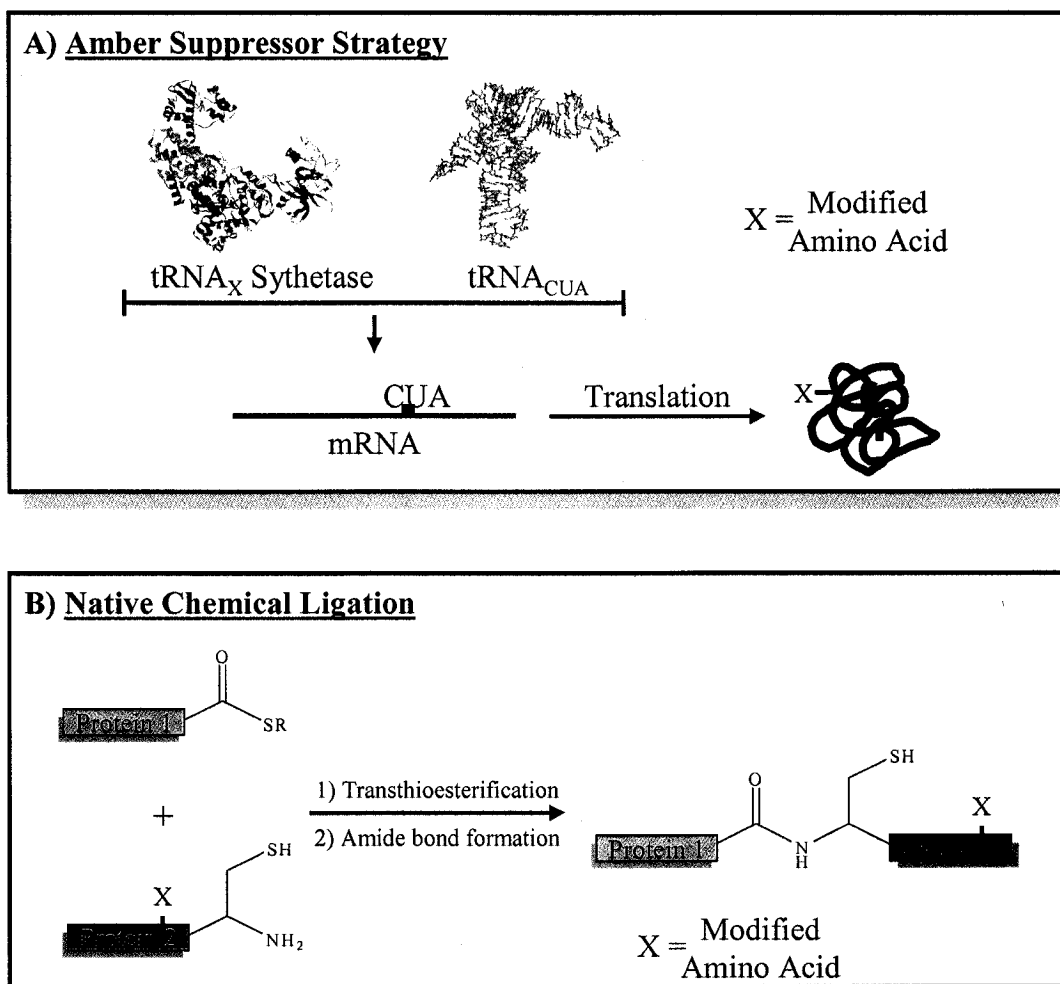 A) Amber Suppressor Strategy
tRNAX Sythetase
tRNACUA
X = Modified
Amino Acid
CUA
mRNA
Translation
X
B) Native Chemical Ligation
O
Protein 1
SR
+
1) Transthioesterification
2) Amide bond formation
SH
X
Protein 2
NH2
SH
O
X
Protein 1
N
H
X = Modified
Amino Acid